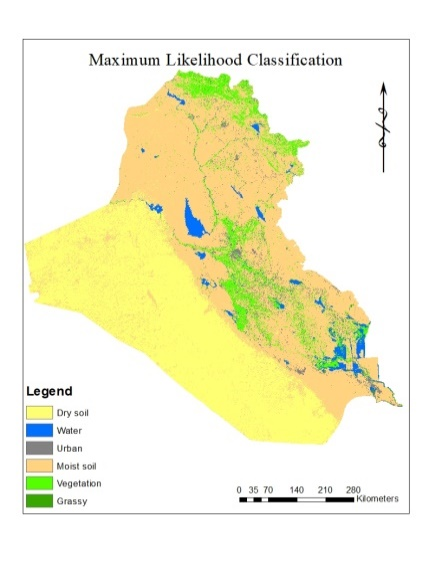 Maximum Likelihood Classification
Legend
Dry soil
Water
Urban
Moist soil
Vegetation
Grassy
0 35 70 140 210 280
Kilometers